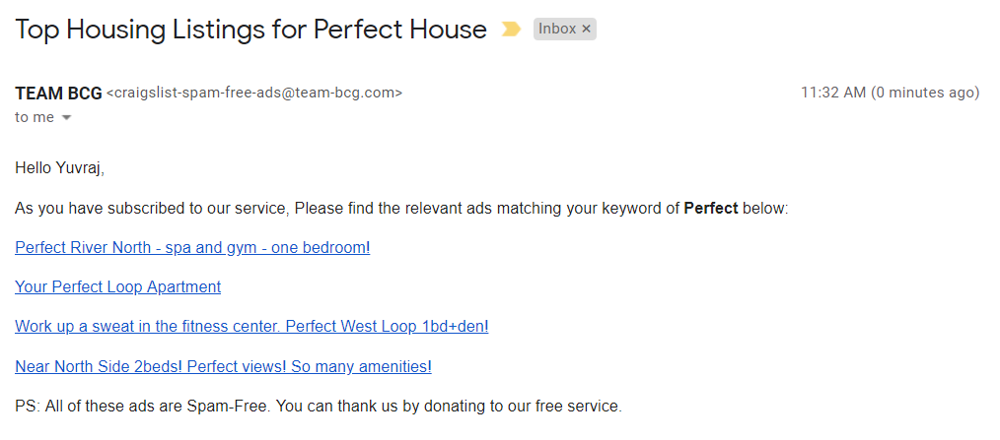 Top Housing Listings for Perfect House Inbox ×
TEAM BCG <craigslist-spam-free-ads@team-bcg.com> 11:32 AM (0 minutes ago)
to me
Hello Yuvraj,
As you have subscribed to our service, Please find the relevant ads matching your keyword of Perfect below:
Perfect River North - spa and gym - one bedroom!
Your Perfect Loop Apartment
Work up a sweat in the fitness center. Perfect West Loop 1bd+den!
Near North Side 2beds! Perfect views! So many amenities!
PS: All of these ads are Spam-Free. You can thank us by donating to our free service.